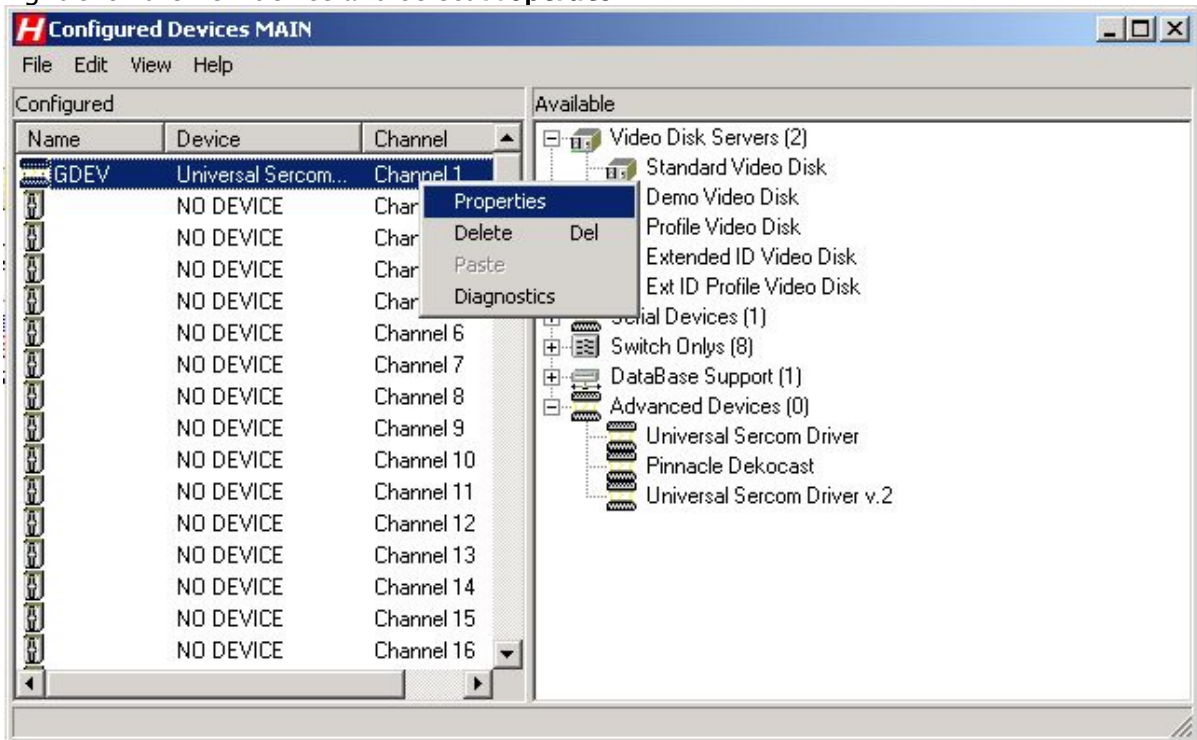 Configured Devices MAIN
File Edit View Help
Configured
Name Device Channel
GDEV Universal Sercom... Channel 1
NO DEVICE Char
NO DEVICE Char
NO DEVICE Char
NO DEVICE Char
NO DEVICE Channel 6
NO DEVICE Channel 7
NO DEVICE Channel 8
NO DEVICE Channel 9
NO DEVICE Channel 10
NO DEVICE Channel 11
NO DEVICE Channel 12
NO DEVICE Channel 13
NO DEVICE Channel 14
NO DEVICE Channel 15
NO DEVICE Channel 16
Properties
Delete Del
Paste
Diagnostics
Available
Video Disk Servers (2)
Standard Video Disk
Demo Video Disk
Profile Video Disk
Extended ID Video Disk
Ext ID Profile Video Disk
Serial Devices (1)
Switch Onlys (8)
DataBase Support (1)
Advanced Devices (0)
Universal Sercom Driver
Pinnacle Dekocast
Universal Sercom Driver v.2